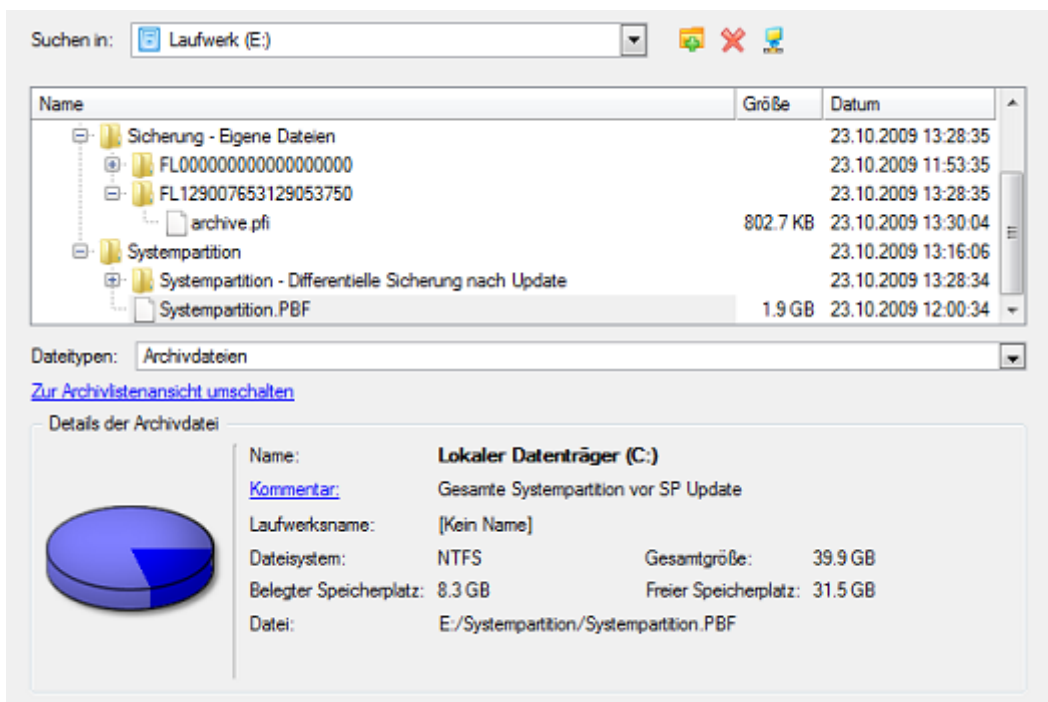 Suchen in: Laufwerk (E:)
Name Größe Datum
Sicherung - Eigene Dateien 23.10.2009 13:28:35
FL000000000000000000 23.10.2009 11:53:35
FL129007653129053750 23.10.2009 13:28:35
archive.pfi 802.7 KB 23.10.2009 13:30:04
Systempartition 23.10.2009 13:16:06
Systempartition - Differentielle Sicherung nach Update 23.10.2009 13:28:34
Systempartition.PBF 1.9 GB 23.10.2009 12:00:34
Dateitypen: Archivdateien
Zur Archivlistenansicht umschalten
Details der Archivdatei
Name: Lokaler Datenträger (C:)
Kommentar: Gesamte Systempartition vor SP Update
Laufwerksname: [Kein Name]
Dateisystem: NTFS Gesamtgröße: 39.9 GB
Belegter Speicherplatz: 8.3 GB Freier Speicherplatz: 31.5 GB
Datei: E:/Systempartition/Systempartition.PBF